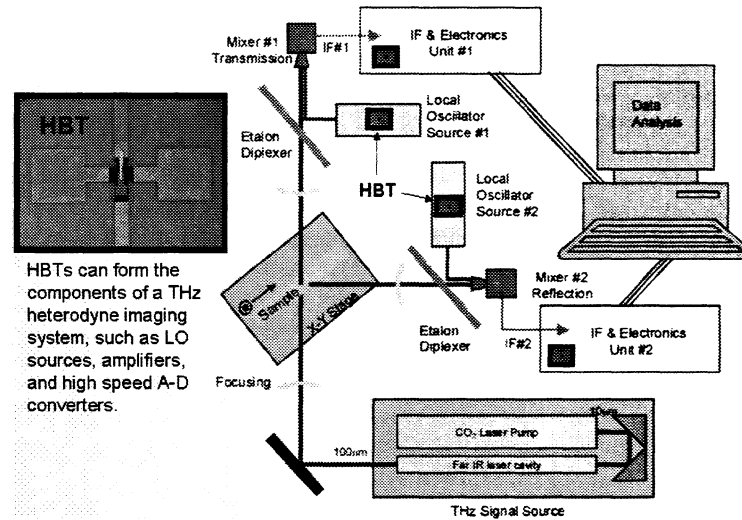 Mixer #1
Transmission
IF#1
IF & Electronics
Unit #1
HBT
Etalon
Diplexer
Local
Oscillator
Source #1
Data
Analysis
HBT
Local
Oscillator
Source #2
HBTs can form the
components of a THz
heterodyne imaging
system, such as LO
sources, amplifiers,
and high speed A-D
converters.
Sample
X-Y Stage
Mixer #2
Reflection
Etalon
Diplexer
IF#2
IF & Electronics
Unit #2
Focusing
10μm
CO₂ Laser Pump
100μm
Far IR laser cavity
THz Signal Source